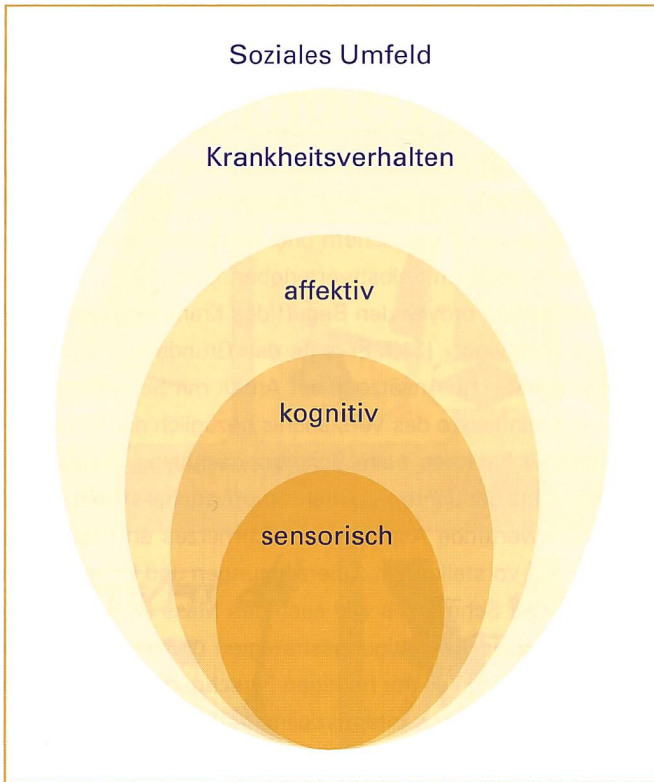 Soziales Umfeld
Krankheitsverhalten
affektiv
kognitiv
sensorisch